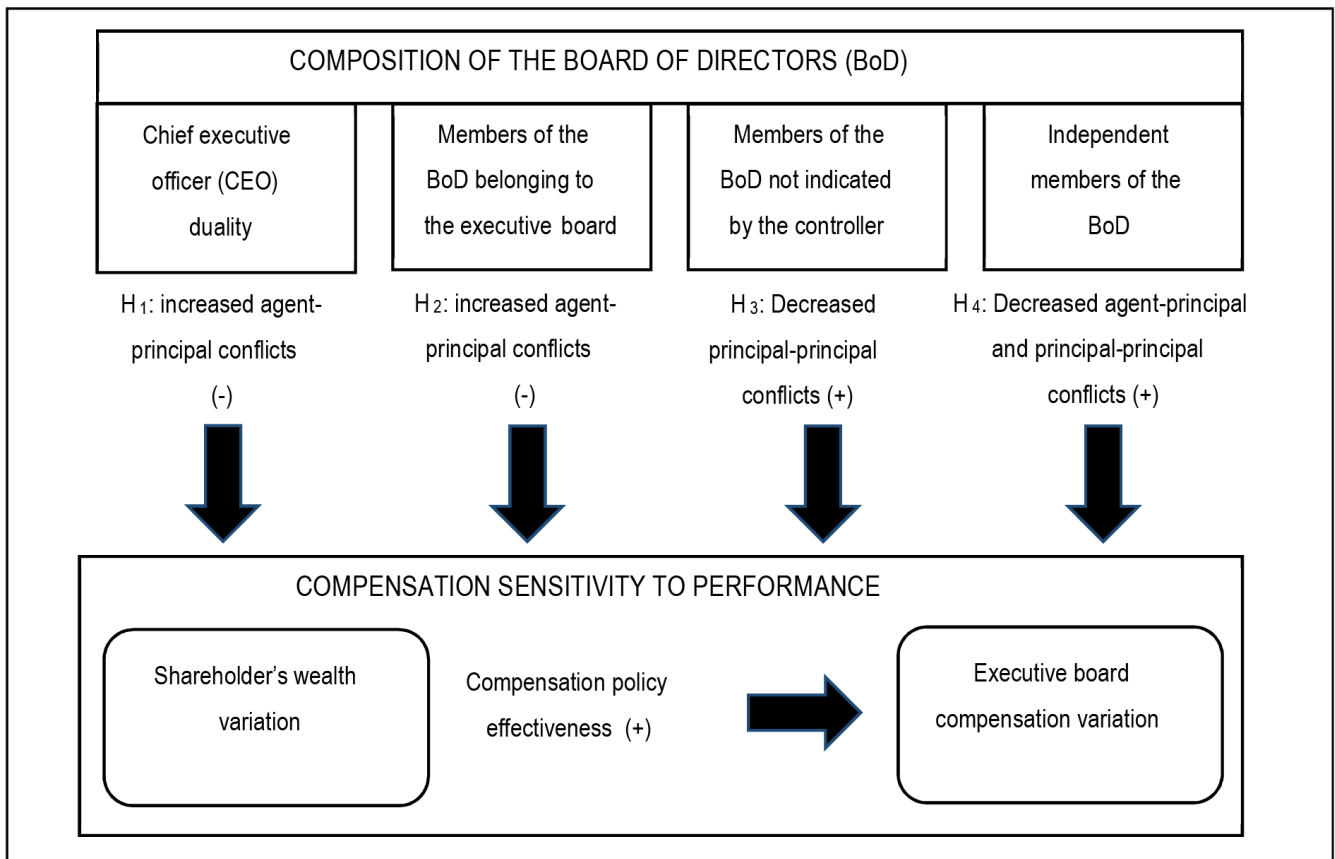 COMPOSITION OF THE BOARD OF DIRECTORS (BoD)
Chief executive
officer (CEO)
duality
Members of the
BoD belonging to
the executive board
Members of the
BoD not indicated
by the controller
Independent
members of the
BoD
H1: increased agent-
principal conflicts
(-)
H2: increased agent-
principal conflicts
(-)
H3: Decreased
principal-principal
conflicts (+)
H4: Decreased agent-principal
and principal-principal
conflicts (+)
COMPENSATION SENSITIVITY TO PERFORMANCE
Shareholder’s wealth
variation
Compensation policy
effectiveness (+)
Executive board
compensation variation